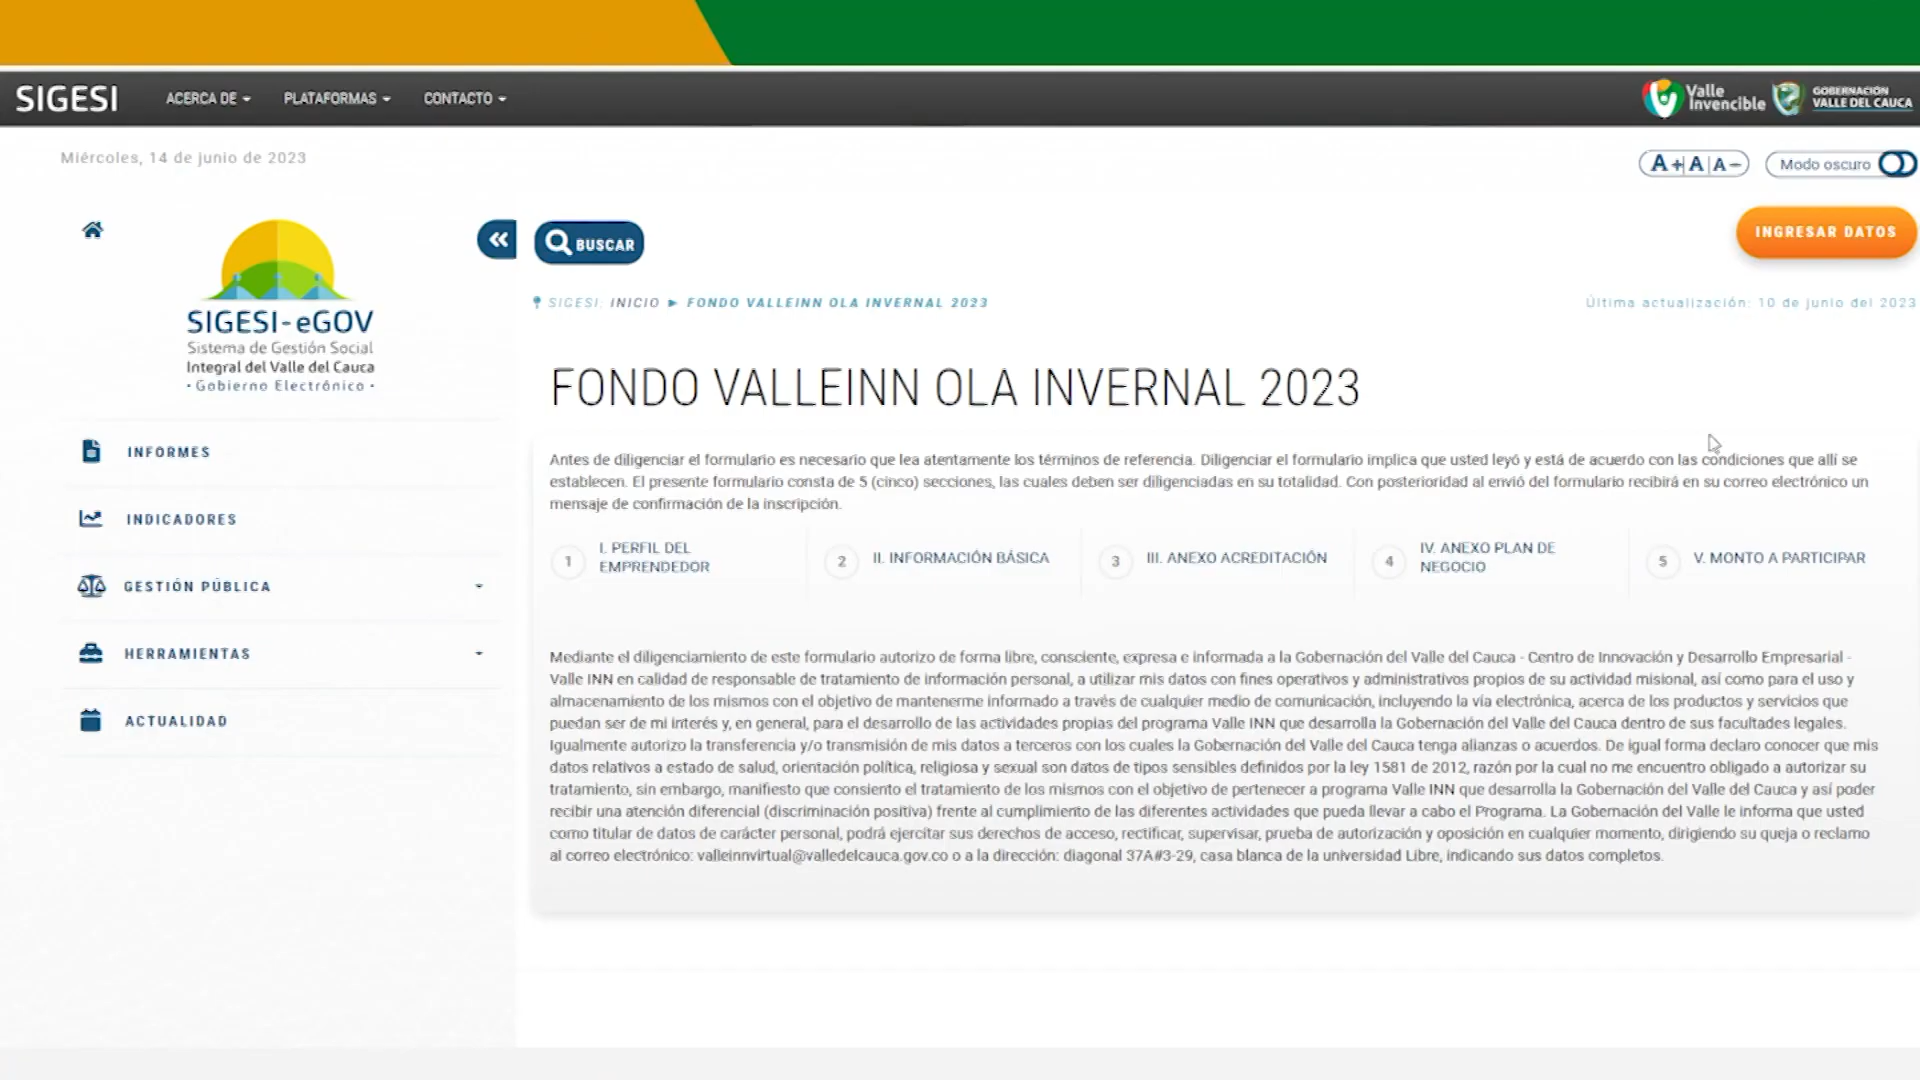 SIGESI
ACERCA DE
PLATAFORMAS
CONTACTO
Valle Invencible
GOBERNACIÓN
VALLE DEL CAUCA
Miércoles, 14 de junio de 2023
A+ A A-
Modo oscuro
BUSCAR
INGRESAR DATOS
SIGESI: INICIO ► FONDO VALLEINN OLA INVERNAL 2023
Última actualización: 10 de junio del 2023
SIGESI-eGOV
Sistema de Gestión Social
Integral del Valle del Cauca
• Gobierno Electrónico •
INFORMES
INDICADORES
GESTIÓN PÚBLICA
HERRAMIENTAS
ACTUALIDAD
FONDO VALLEINN OLA INVERNAL 2023
Antes de diligenciar el formulario es necesario que lea atentamente los términos de referencia. Diligenciar el formulario implica que usted leyó y está de acuerdo con las condiciones que allí se
establecen. El presente formulario consta de 5 (cinco) secciones, las cuales deben ser diligenciadas en su totalidad. Con posterioridad al envió del formulario recibirá en su correo electrónico un
mensaje de confirmación de la inscripción.
1 I. PERFIL DEL
EMPRENDEDOR
2 II. INFORMACIÓN BÁSICA
3 III. ANEXO ACREDITACIÓN
4 IV. ANEXO PLAN DE
NEGOCIO
5 V. MONTO A PARTICIPAR
Mediante el diligenciamiento de este formulario autorizo de forma libre, consciente, expresa e informada a la Gobernación del Valle del Cauca - Centro de Innovación y Desarrollo Empresarial -
Valle INN en calidad de responsable de tratamiento de información personal, a utilizar mis datos con fines operativos y administrativos propios de su actividad misional, así como para el uso y
almacenamiento de los mismos con el objetivo de mantenerme informado a través de cualquier medio de comunicación, incluyendo la vía electrónica, acerca de los productos y servicios que
puedan ser de mi interés y, en general, para el desarrollo de las actividades propias del programa Valle INN que desarrolla la Gobernación del Valle del Cauca dentro de sus facultades legales.
Igualmente autorizo la transferencia y/o transmisión de mis datos a terceros con los cuales la Gobernación del Valle del Cauca tenga alianzas o acuerdos. De igual forma declaro conocer que mis
datos relativos a estado de salud, orientación política, religiosa y sexual son datos de tipos sensibles definidos por la ley 1581 de 2012, razón por la cual no me encuentro obligado a autorizar su
tratamiento, sin embargo, manifiesto que consiento el tratamiento de los mismos con el objetivo de pertenecer a programa Valle INN que desarrolla la Gobernación del Valle del Cauca y así poder
recibir una atención diferencial (discriminación positiva) frente al cumplimiento de las diferentes actividades que pueda llevar a cabo el Programa. La Gobernación del Valle le informa que usted
como titular de datos de carácter personal, podrá ejercitar sus derechos de acceso, rectificar, supervisar, prueba de autorización y oposición en cualquier momento, dirigiendo su queja o reclamo
al correo electrónico: valleinnvirtual@valledelcauca.gov.co o a la dirección: diagonal 37A#3-29, casa blanca de la universidad Libre, indicando sus datos completos.